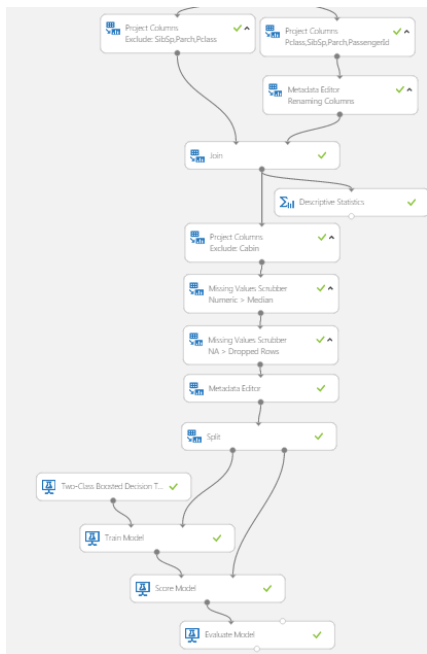 Project Columns
Exclude: SibSp,Parch,Pclass
Project Columns
Pclass,SibSp,Parch,PassengerId
Metadata Editor
Renaming Columns
Join
Descriptive Statistics
Project Columns
Exclude: Cabin
Missing Values Scrubber
Numeric > Median
Missing Values Scrubber
NA > Dropped Rows
Metadata Editor
Split
Two-Class Boosted Decision T...
Train Model
Score Model
Evaluate Model